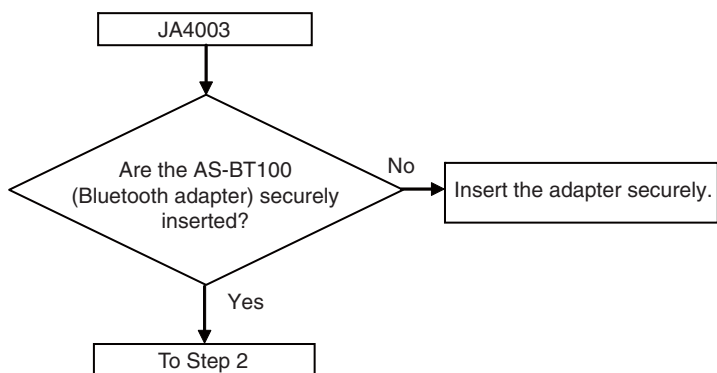 JA4003
Are the AS-BT100
(Bluetooth adapter) securely
inserted?
No
Insert the adapter securely.
Yes
To Step 2